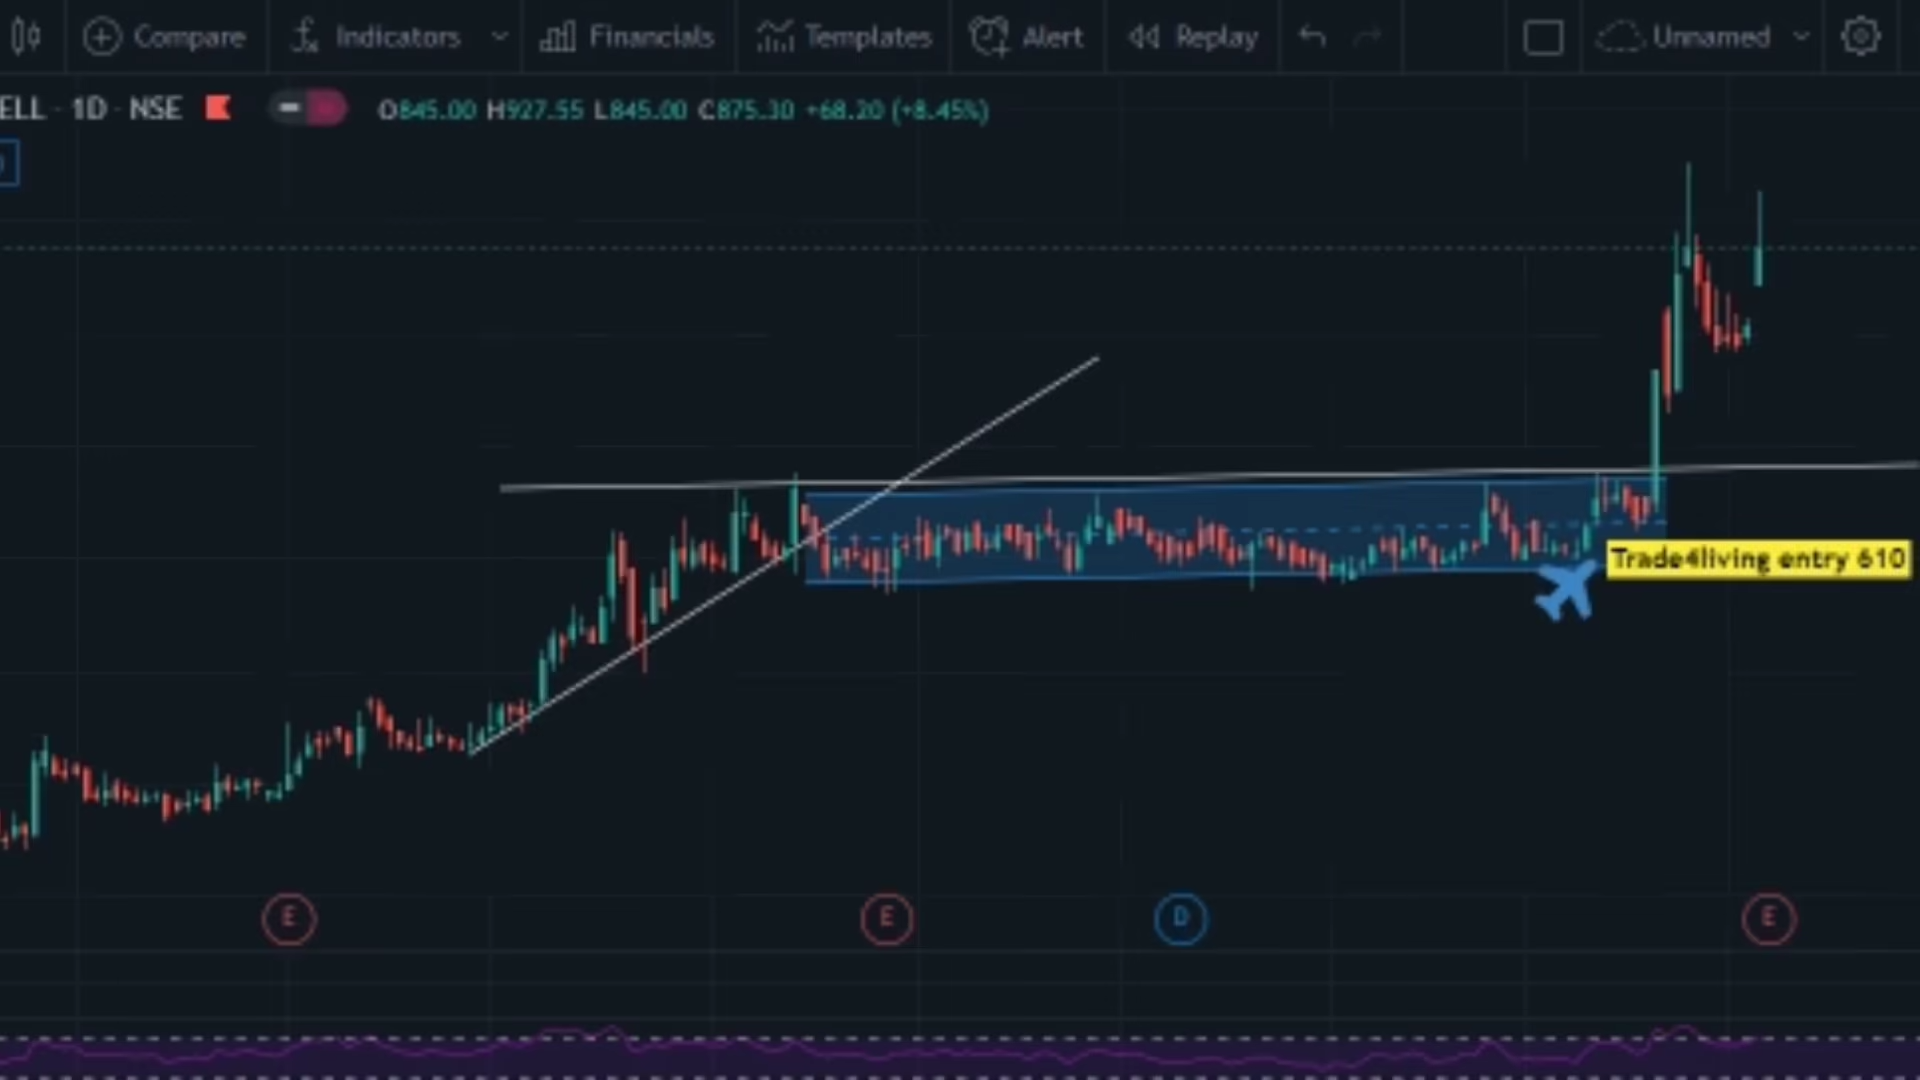 Compare Indicators Financials Templates Alert Replay Unnamed
ELL · 1D · NSE O845.00 H927.55 L845.00 C875.30 +68.20 (+8.45%)
Trade4living entry 610
E E D E